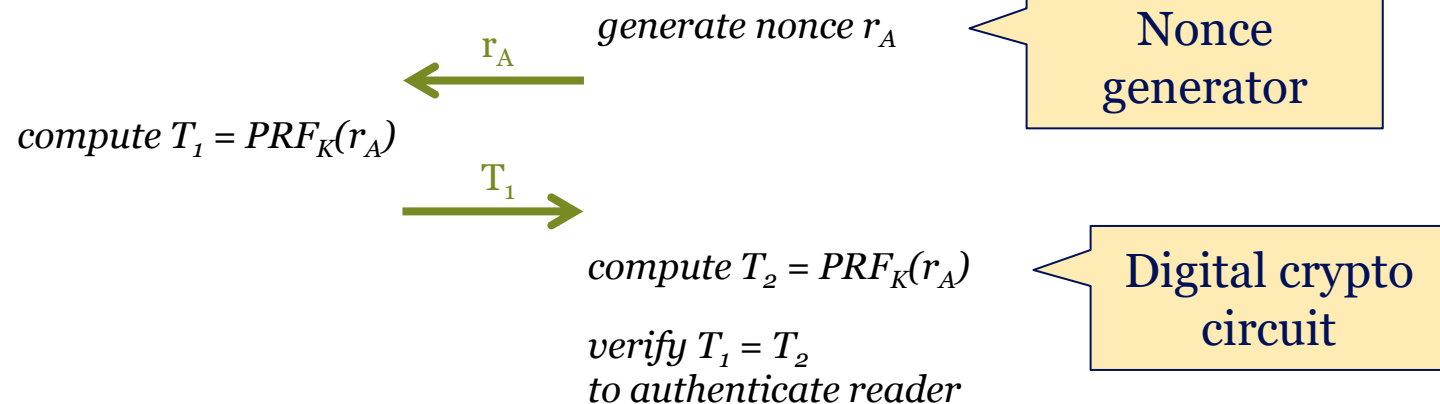 generate nonce r_A
Nonce
generator
r_A
compute T_1 = PRF_K(r_A)
T_1
compute T_2 = PRF_K(r_A)
Digital crypto
circuit
verify T_1 = T_2
to authenticate reader